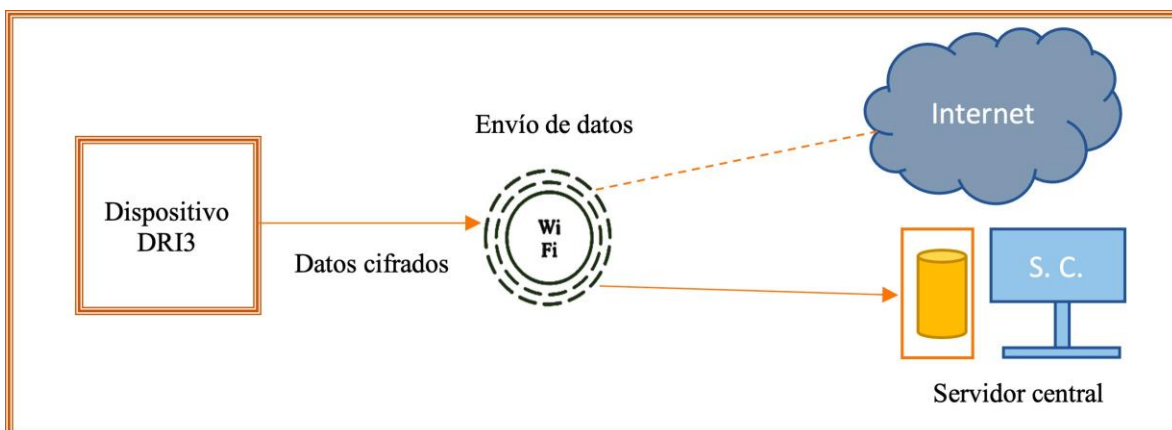 Internet
Envío de datos
Dispositivo
DRI3
Wi
Fi
Datos cifrados
S. C.
Servidor central